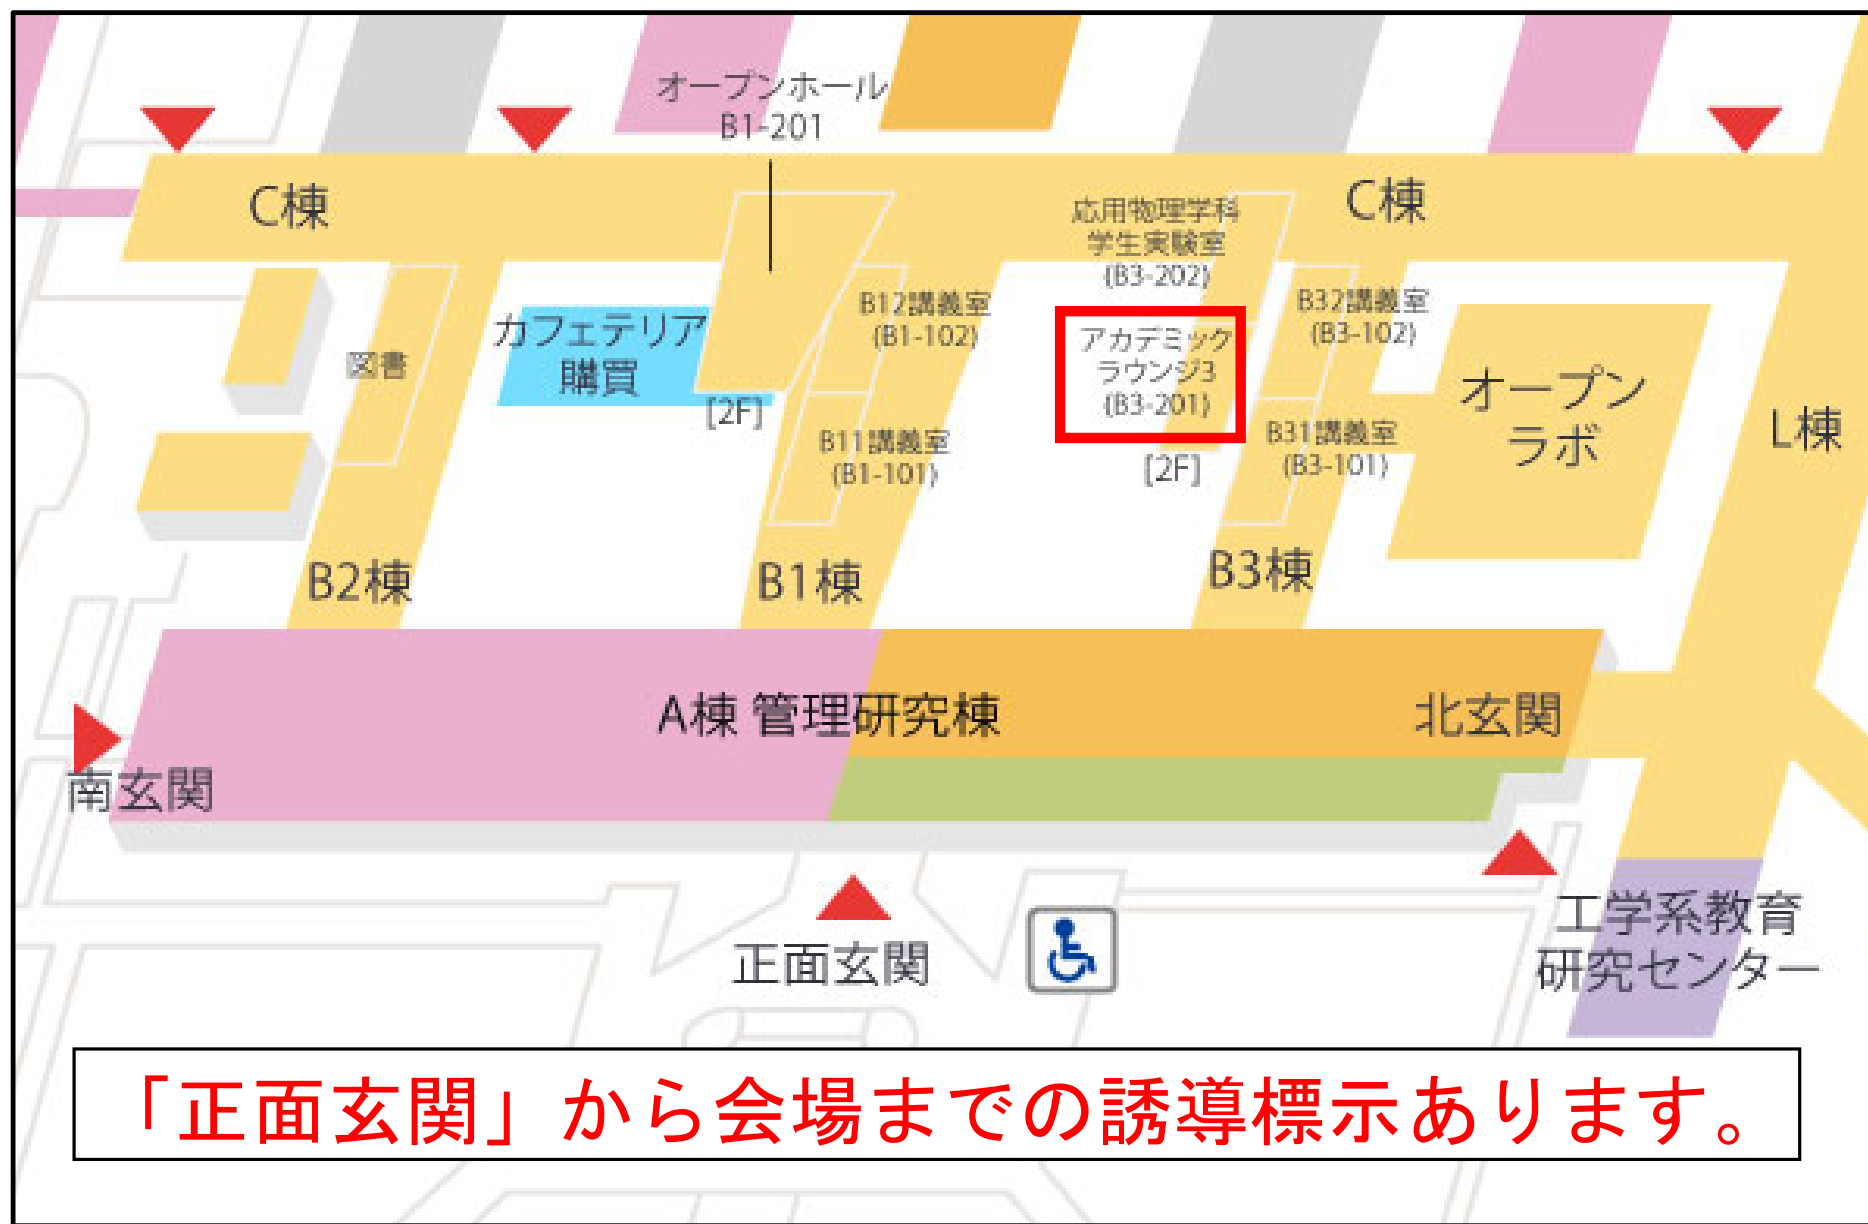 オープンホール
B1-201
C棟
応用物理学科
学生実験室
(B3-202)
C棟
図書
カフェテリア
購買
[2F]
B12講義室
(B1-102)
B11講義室
(B1-101)
アカデミック
ラウンジ3
(B3-201)
[2F]
B32講義室
(B3-102)
B31講義室
(B3-101)
オープン
ラボ
L棟
B2棟
B1棟
B3棟
A棟 管理研究棟
北玄関
南玄関
正面玄関
工学系教育
研究センター
「正面玄関」から会場までの誘導標示あります。